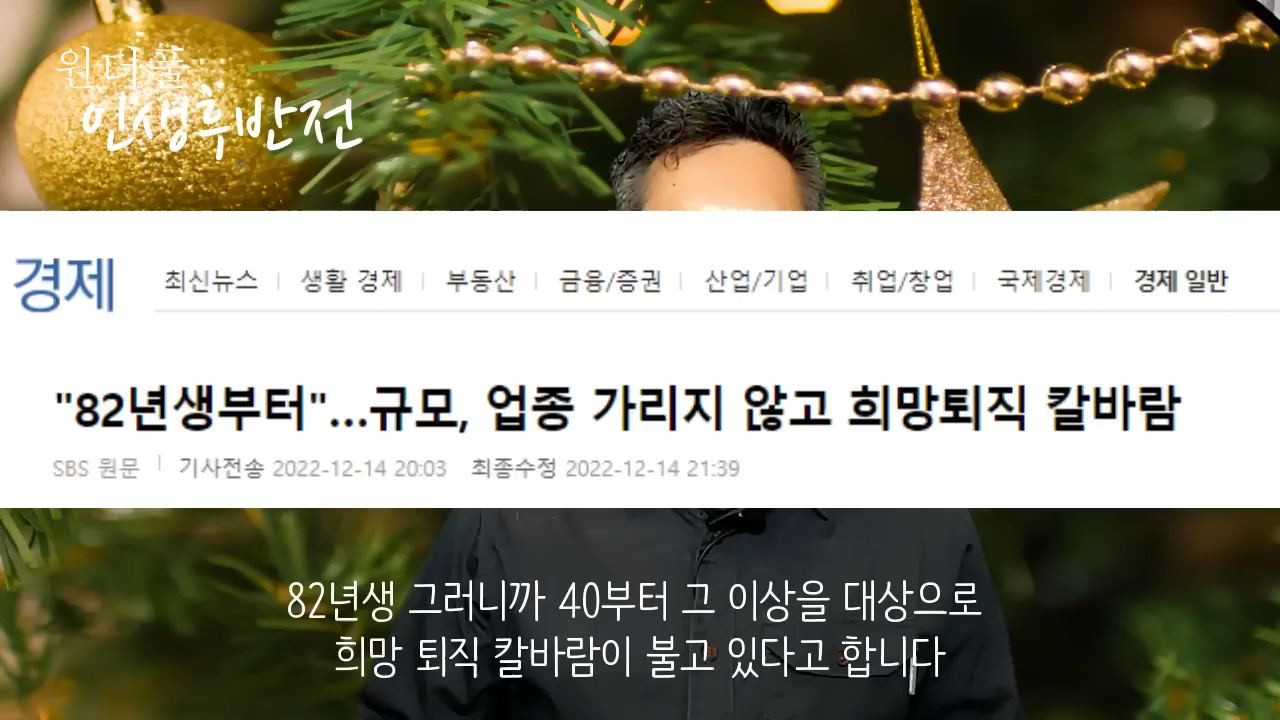 원더풀
인생후반전
경제
최신뉴스 | 생활 경제 | 부동산 | 금융/증권 | 산업/기업 | 취업/창업 | 국제경제 | 경제 일반
"82년생부터"...규모, 업종 가리지 않고 희망퇴직 칼바람
SBS 원문 | 기사전송 2022-12-14 20:03 최종수정 2022-12-14 21:39
82년생 그러니까 40부터 그 이상을 대상으로
희망 퇴직 칼바람이 불고 있다고 합니다